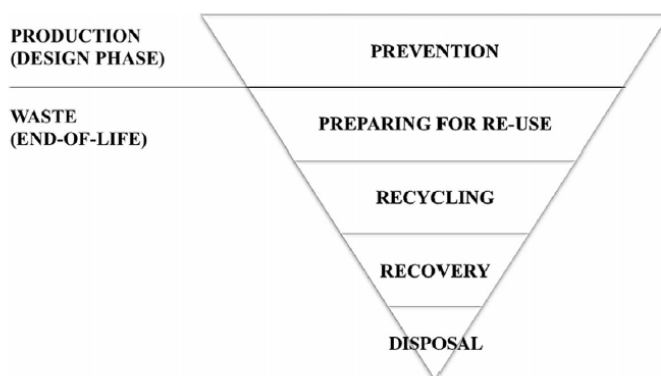 PRODUCTION
(DESIGN PHASE)
PREVENTION
WASTE
(END-OF-LIFE)
PREPARING FOR RE-USE
RECYCLING
RECOVERY
DISPOSAL